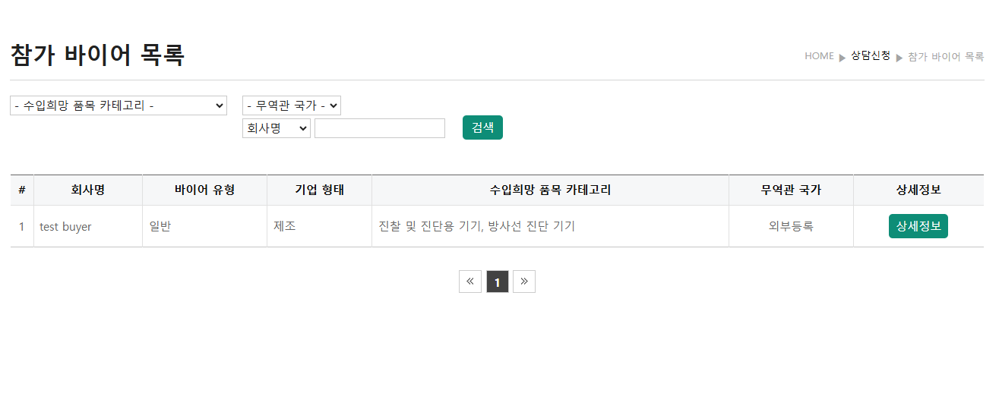 참가 바이어 목록
HOME ▶ 상담신청 ▶ 참가 바이어 목록
- 수입희망 품목 카테고리 - - 무역관 국가 -
회사명 검색
# 회사명 바이어 유형 기업 형태 수입희망 품목 카테고리 무역관 국가 상세정보
1 test buyer 일반 제조 진찰 및 진단용 기기, 방사선 진단 기기 외부등록 상세정보
« 1 »